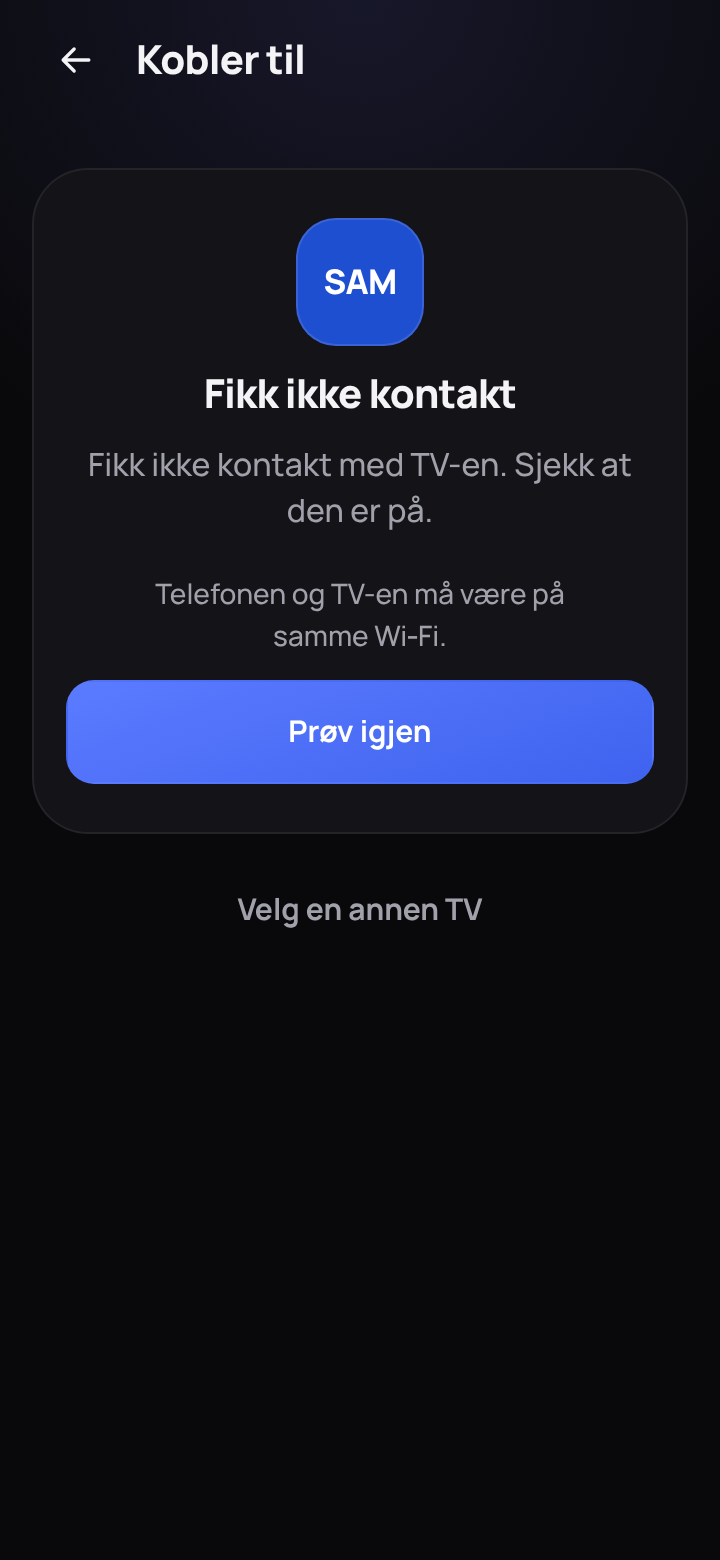 Kobler til
SAM
Fikk ikke kontakt
Fikk ikke kontakt med TV-en. Sjekk at
den er på.
Telefonen og TV-en må være på
samme Wi-Fi.
Prøv igjen
Velg en annen TV